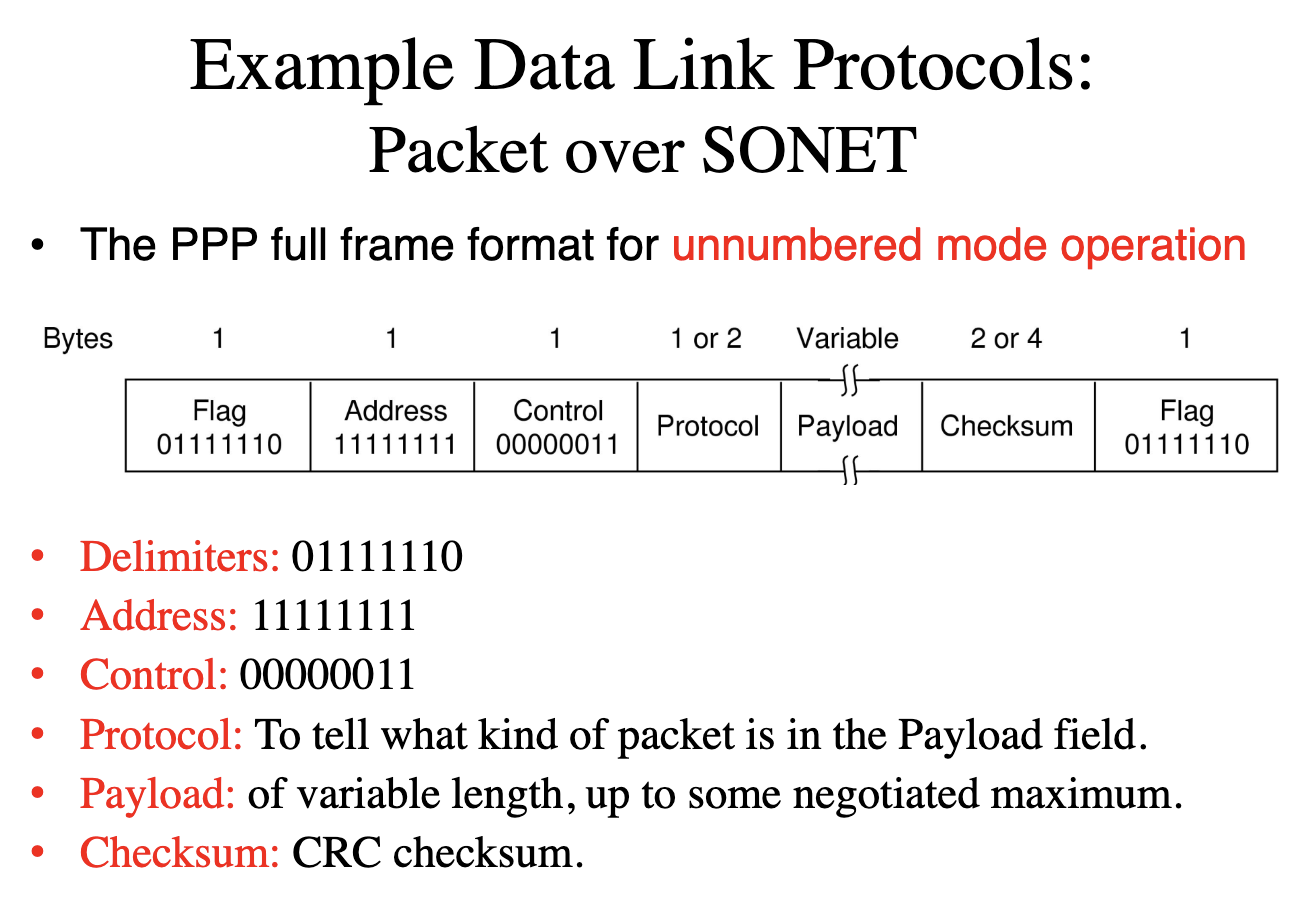 Example Data Link Protocols:
Packet over SONET
• The PPP full frame format for unnumbered mode operation
Bytes 1 1 1 1 or 2 Variable 2 or 4 1
Flag Address Control Protocol Payload Checksum Flag
01111110 11111111 00000011 01111110
• Delimiters: 01111110
• Address: 11111111
• Control: 00000011
• Protocol: To tell what kind of packet is in the Payload field.
• Payload: of variable length, up to some negotiated maximum.
• Checksum: CRC checksum.